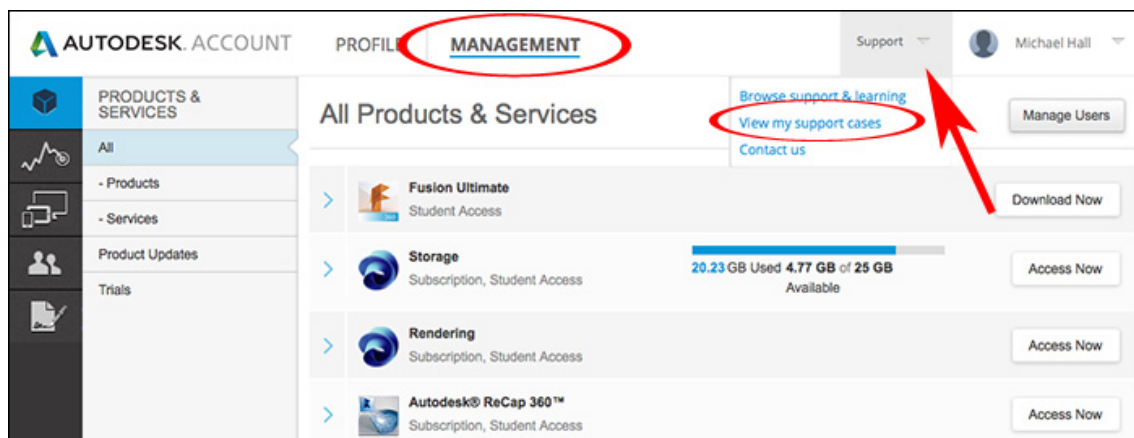 AUTODESK. ACCOUNT
PROFILE
MANAGEMENT
Support
Michael Hall
PRODUCTS &
SERVICES
All
- Products
- Services
Product Updates
Trials
All Products & Services
Browse support & learning
View my support cases
Contact us
Manage Users
Fusion Ultimate
Student Access
Download Now
Storage
Subscription, Student Access
20.23 GB Used 4.77 GB of 25 GB
Available
Access Now
Rendering
Subscription, Student Access
Access Now
Autodesk® ReCap 360™
Subscription, Student Access
Access Now